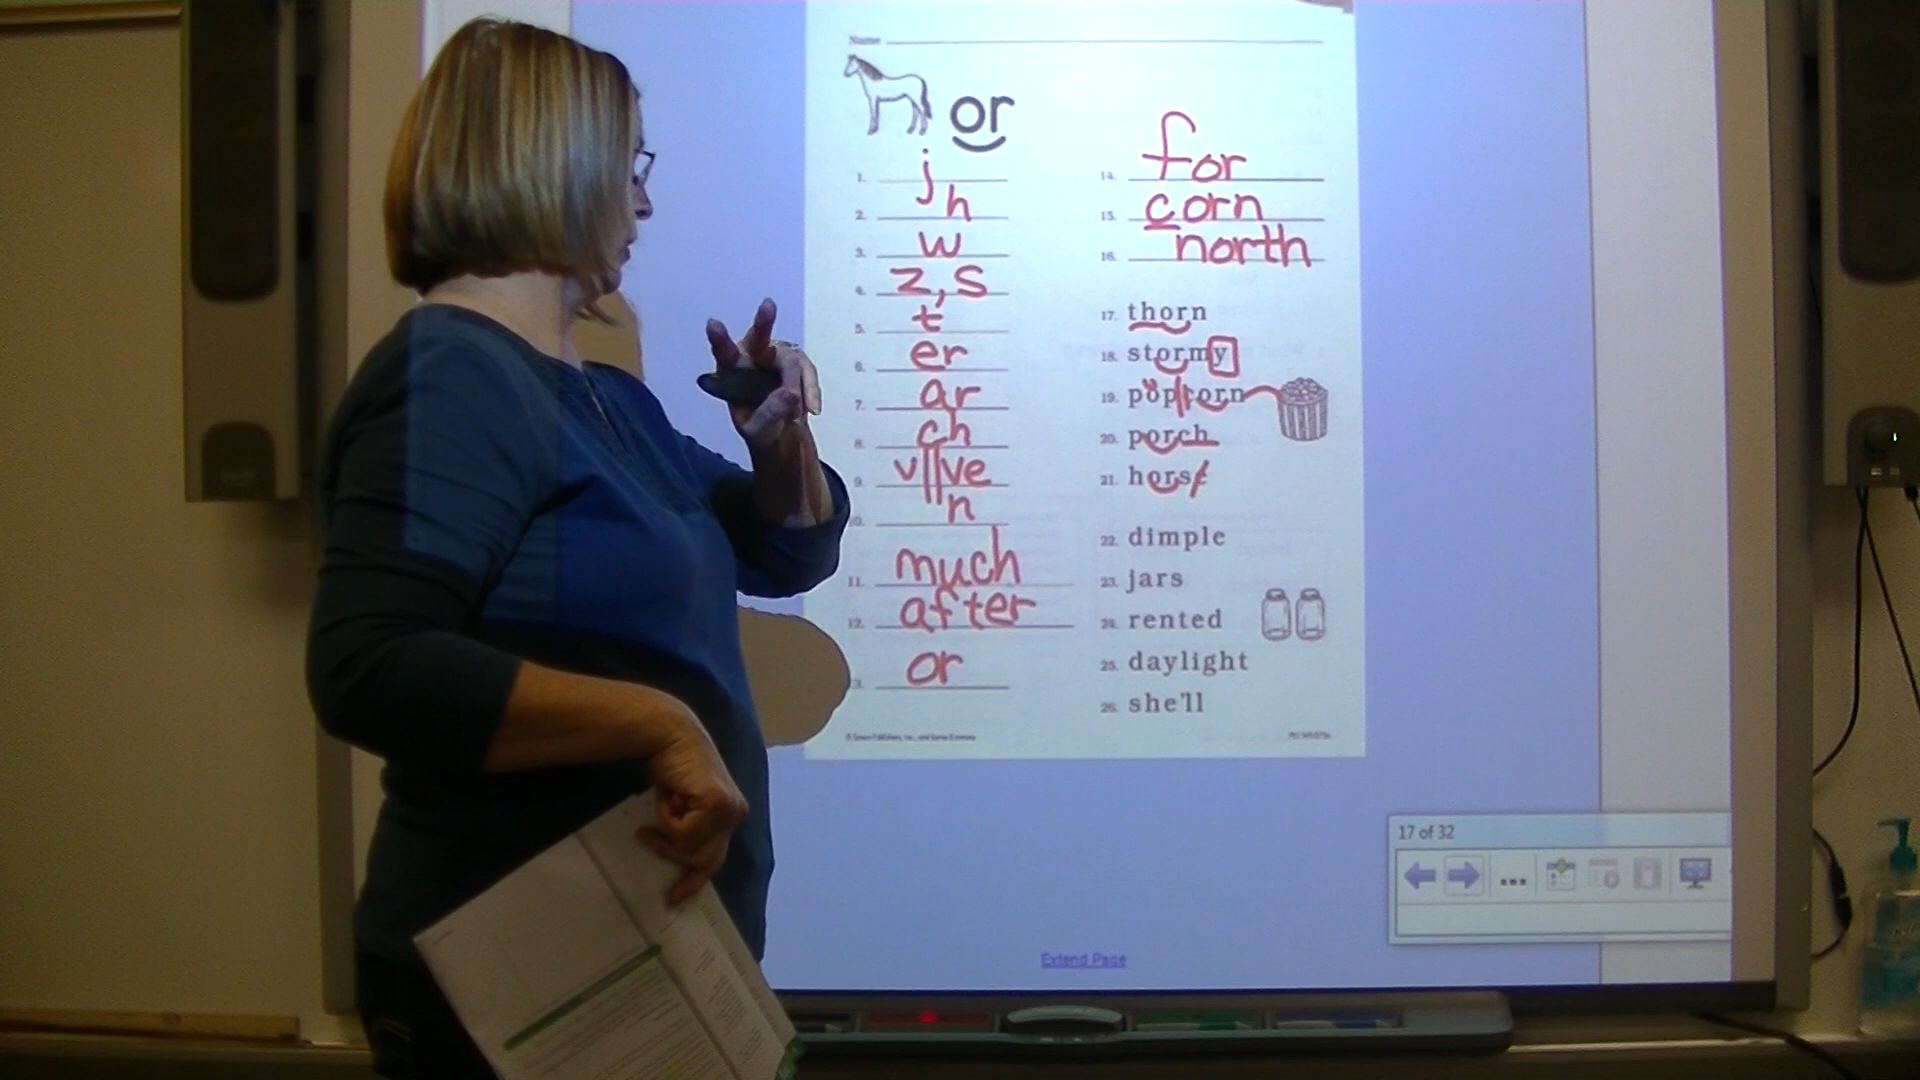 Name
or
1. j
2. h
3. w
4. z, s
5. t
6. er
7. ar
8. ch
9. v||ve
10. n
11. much
12. after
13. or
14. for
15. corn
16. north
17. thorn
18. stormy
19. popcorn
20. porch
21. horse
22. dimple
23. jars
24. rented
25. daylight
26. she'll
17 of 32
...
Extend Page